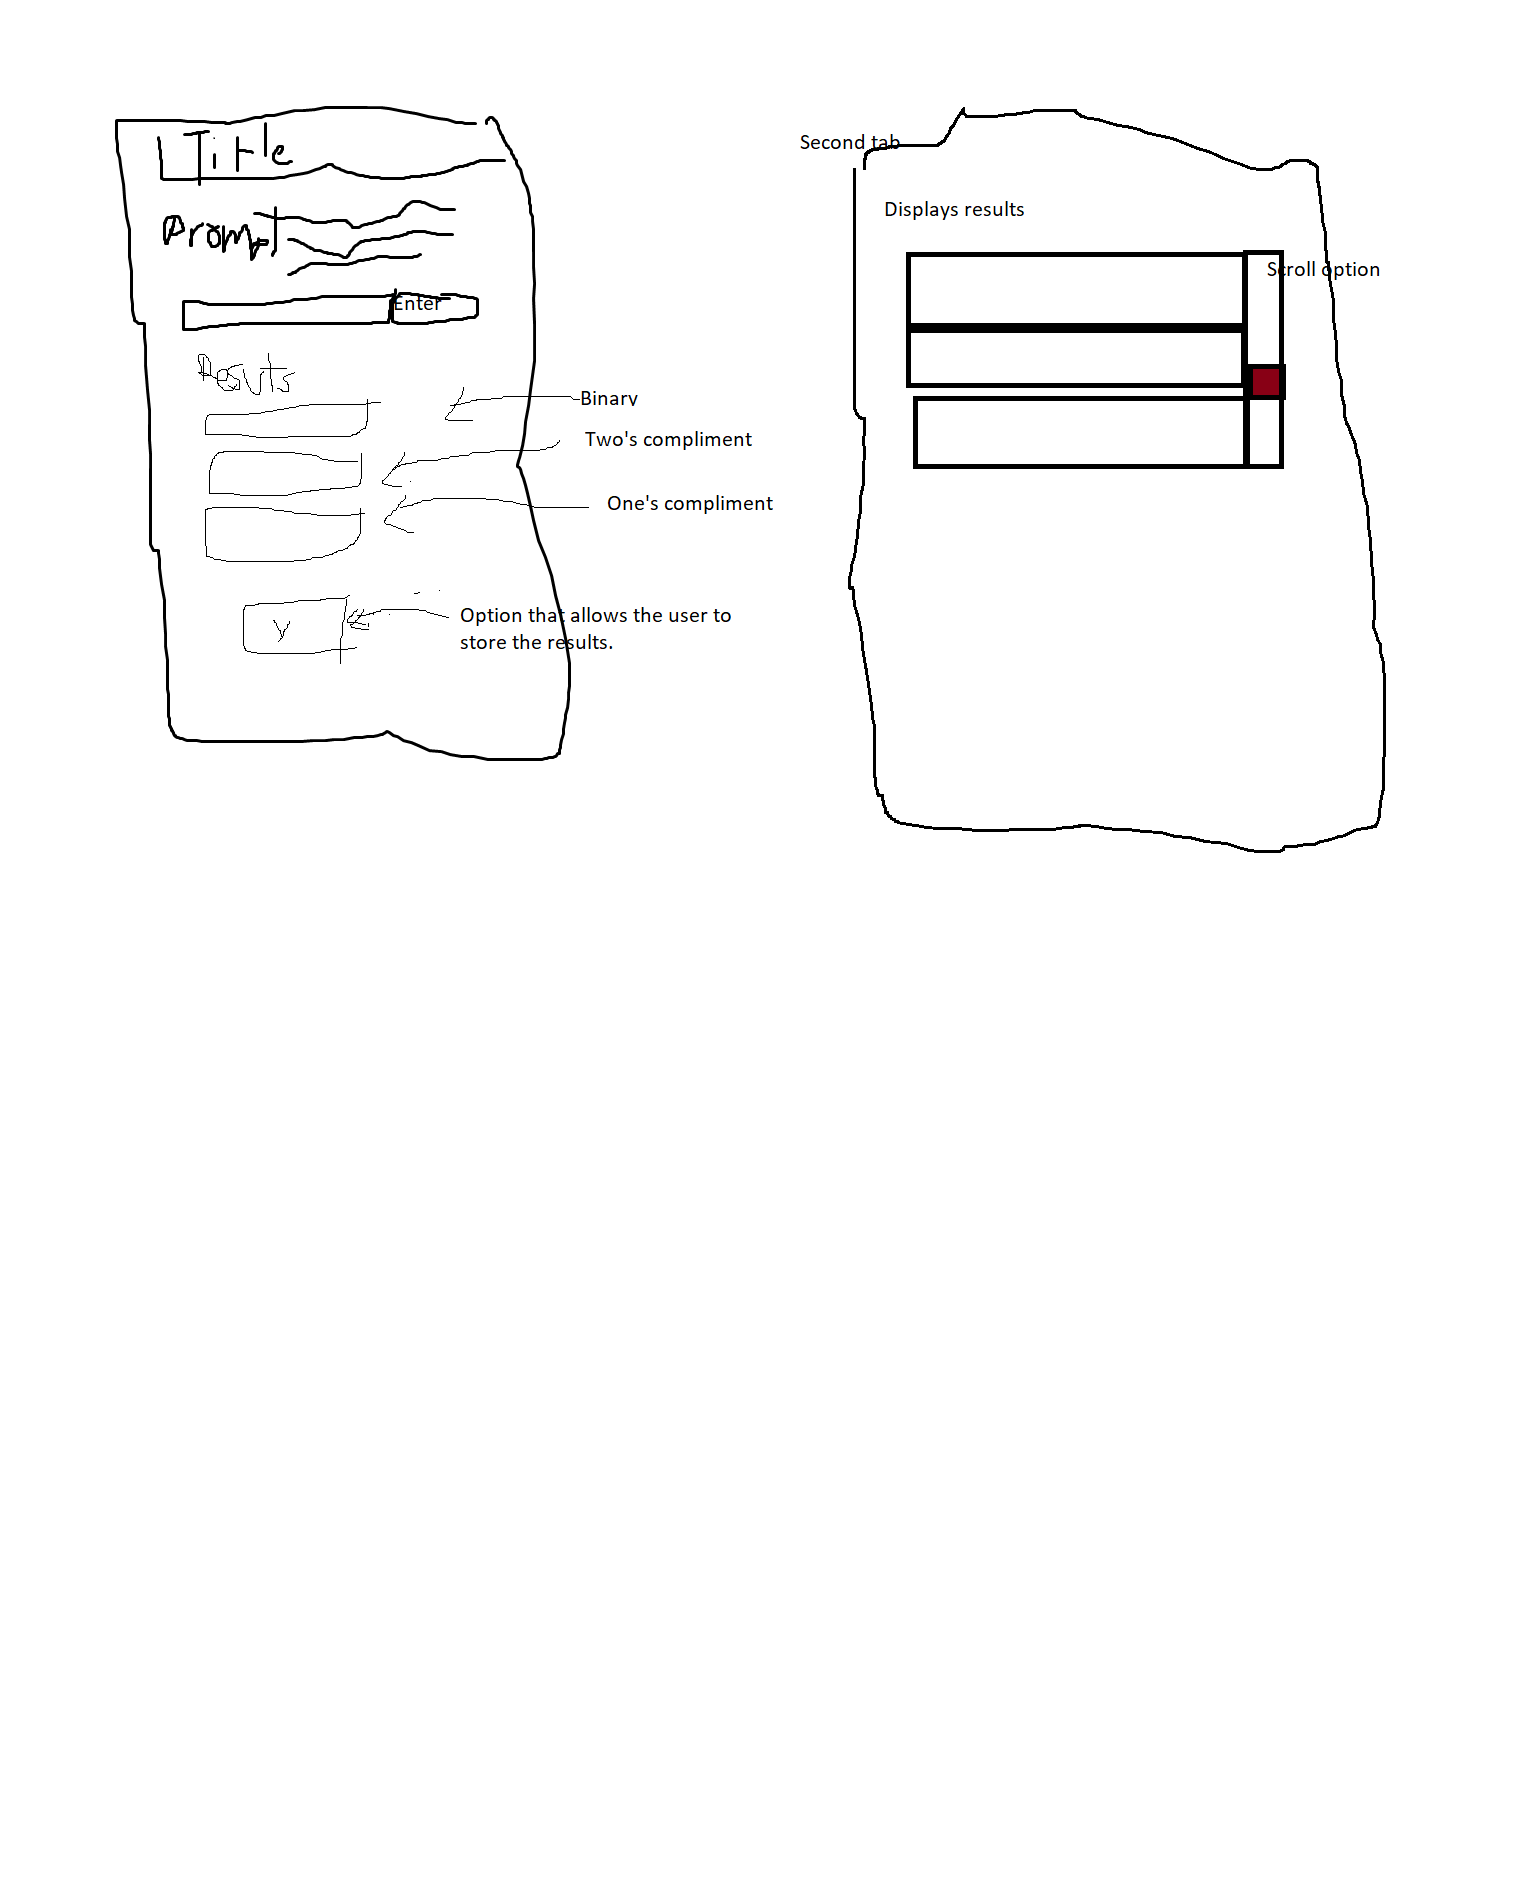 Title
Prompt
Enter
Resuts
Binary
Two's compliment
One's compliment
y
Option that allows the user to
store the results.
Second tab
Displays results
Scroll option